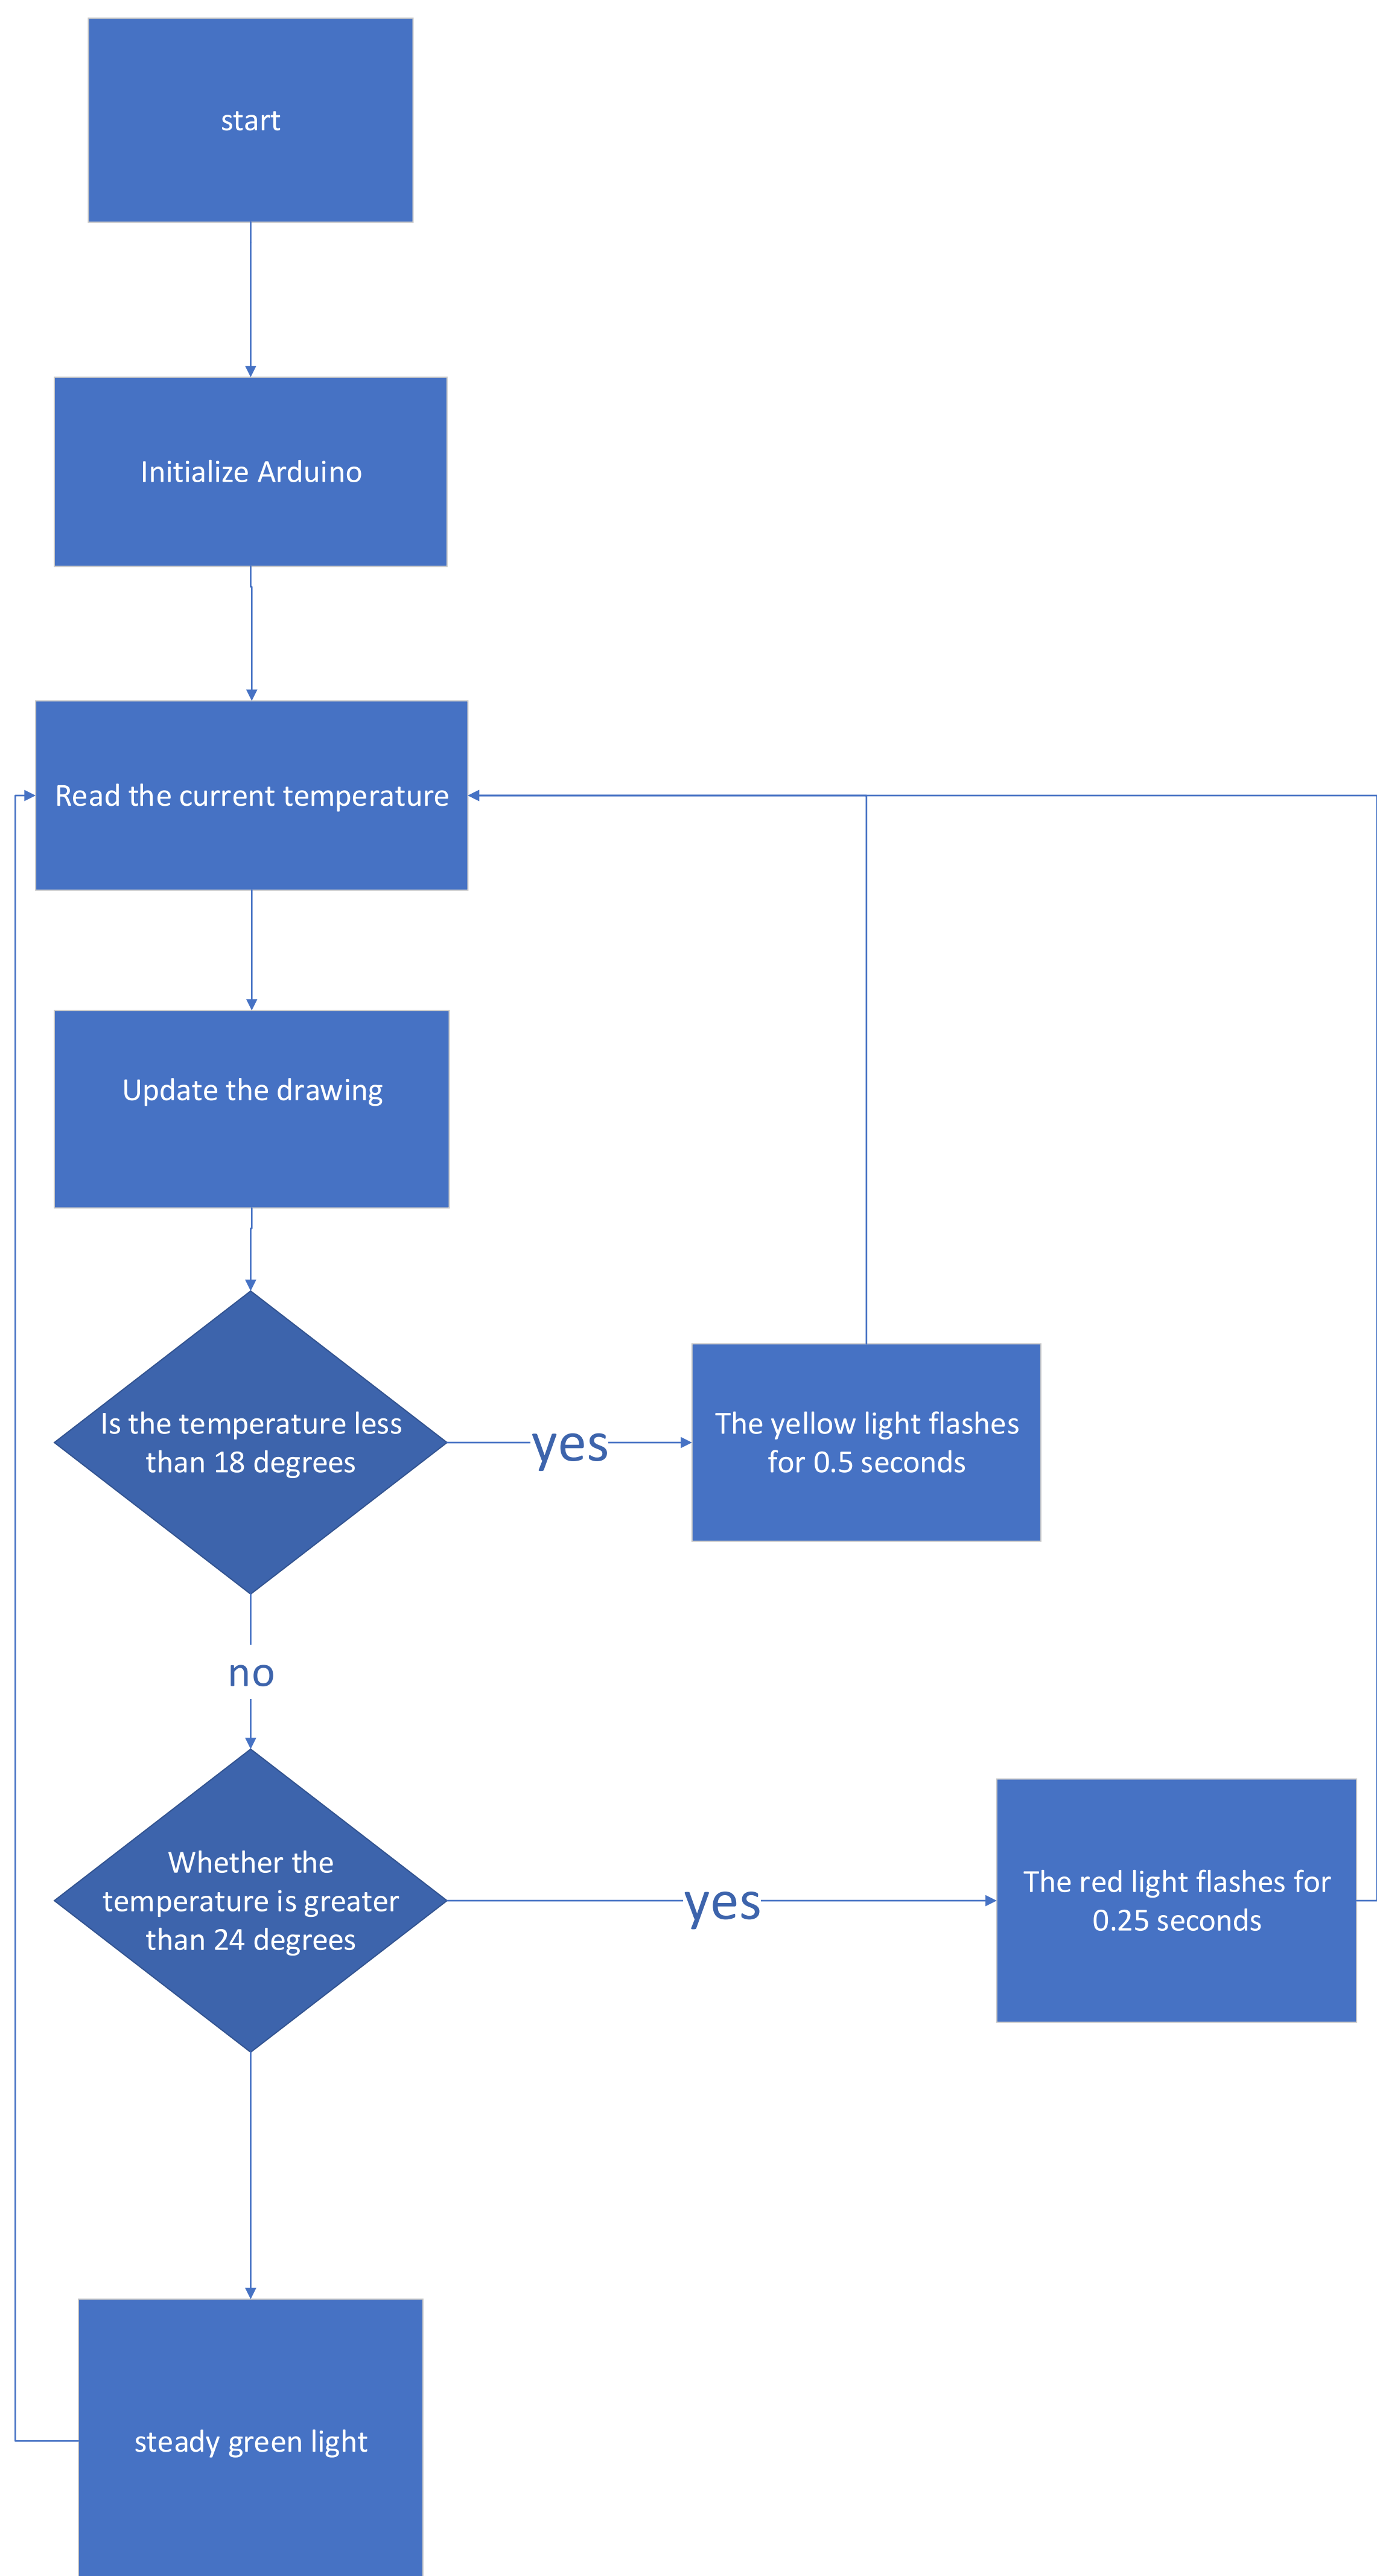 start
Initialize Arduino
Read the current temperature
Update the drawing
Is the temperature less
than 18 degrees
yes
The yellow light flashes
for 0.5 seconds
no
Whether the
temperature is greater
than 24 degrees
yes
The red light flashes for
0.25 seconds
steady green light